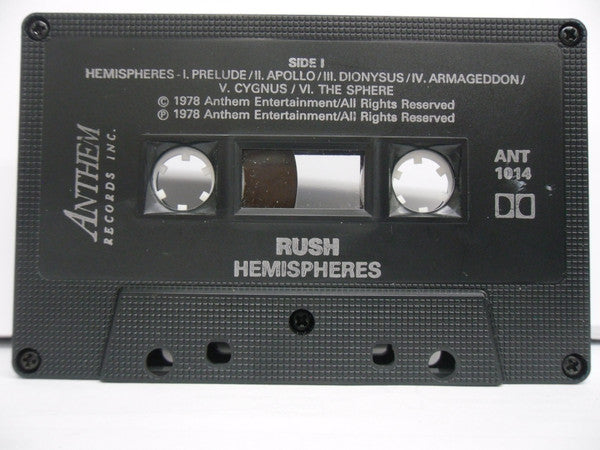 SIDE I
HEMISPHERES - I. PRELUDE / II. APOLLO / III. DIONYSUS / IV. ARMAGEDDON /
V. CYGNUS / VI. THE SPHERE
© 1978 Anthem Entertainment/All Rights Reserved
℗ 1978 Anthem Entertainment/All Rights Reserved
ANTHEM
RECORDS INC.
ANT
1014
RUSH
HEMISPHERES